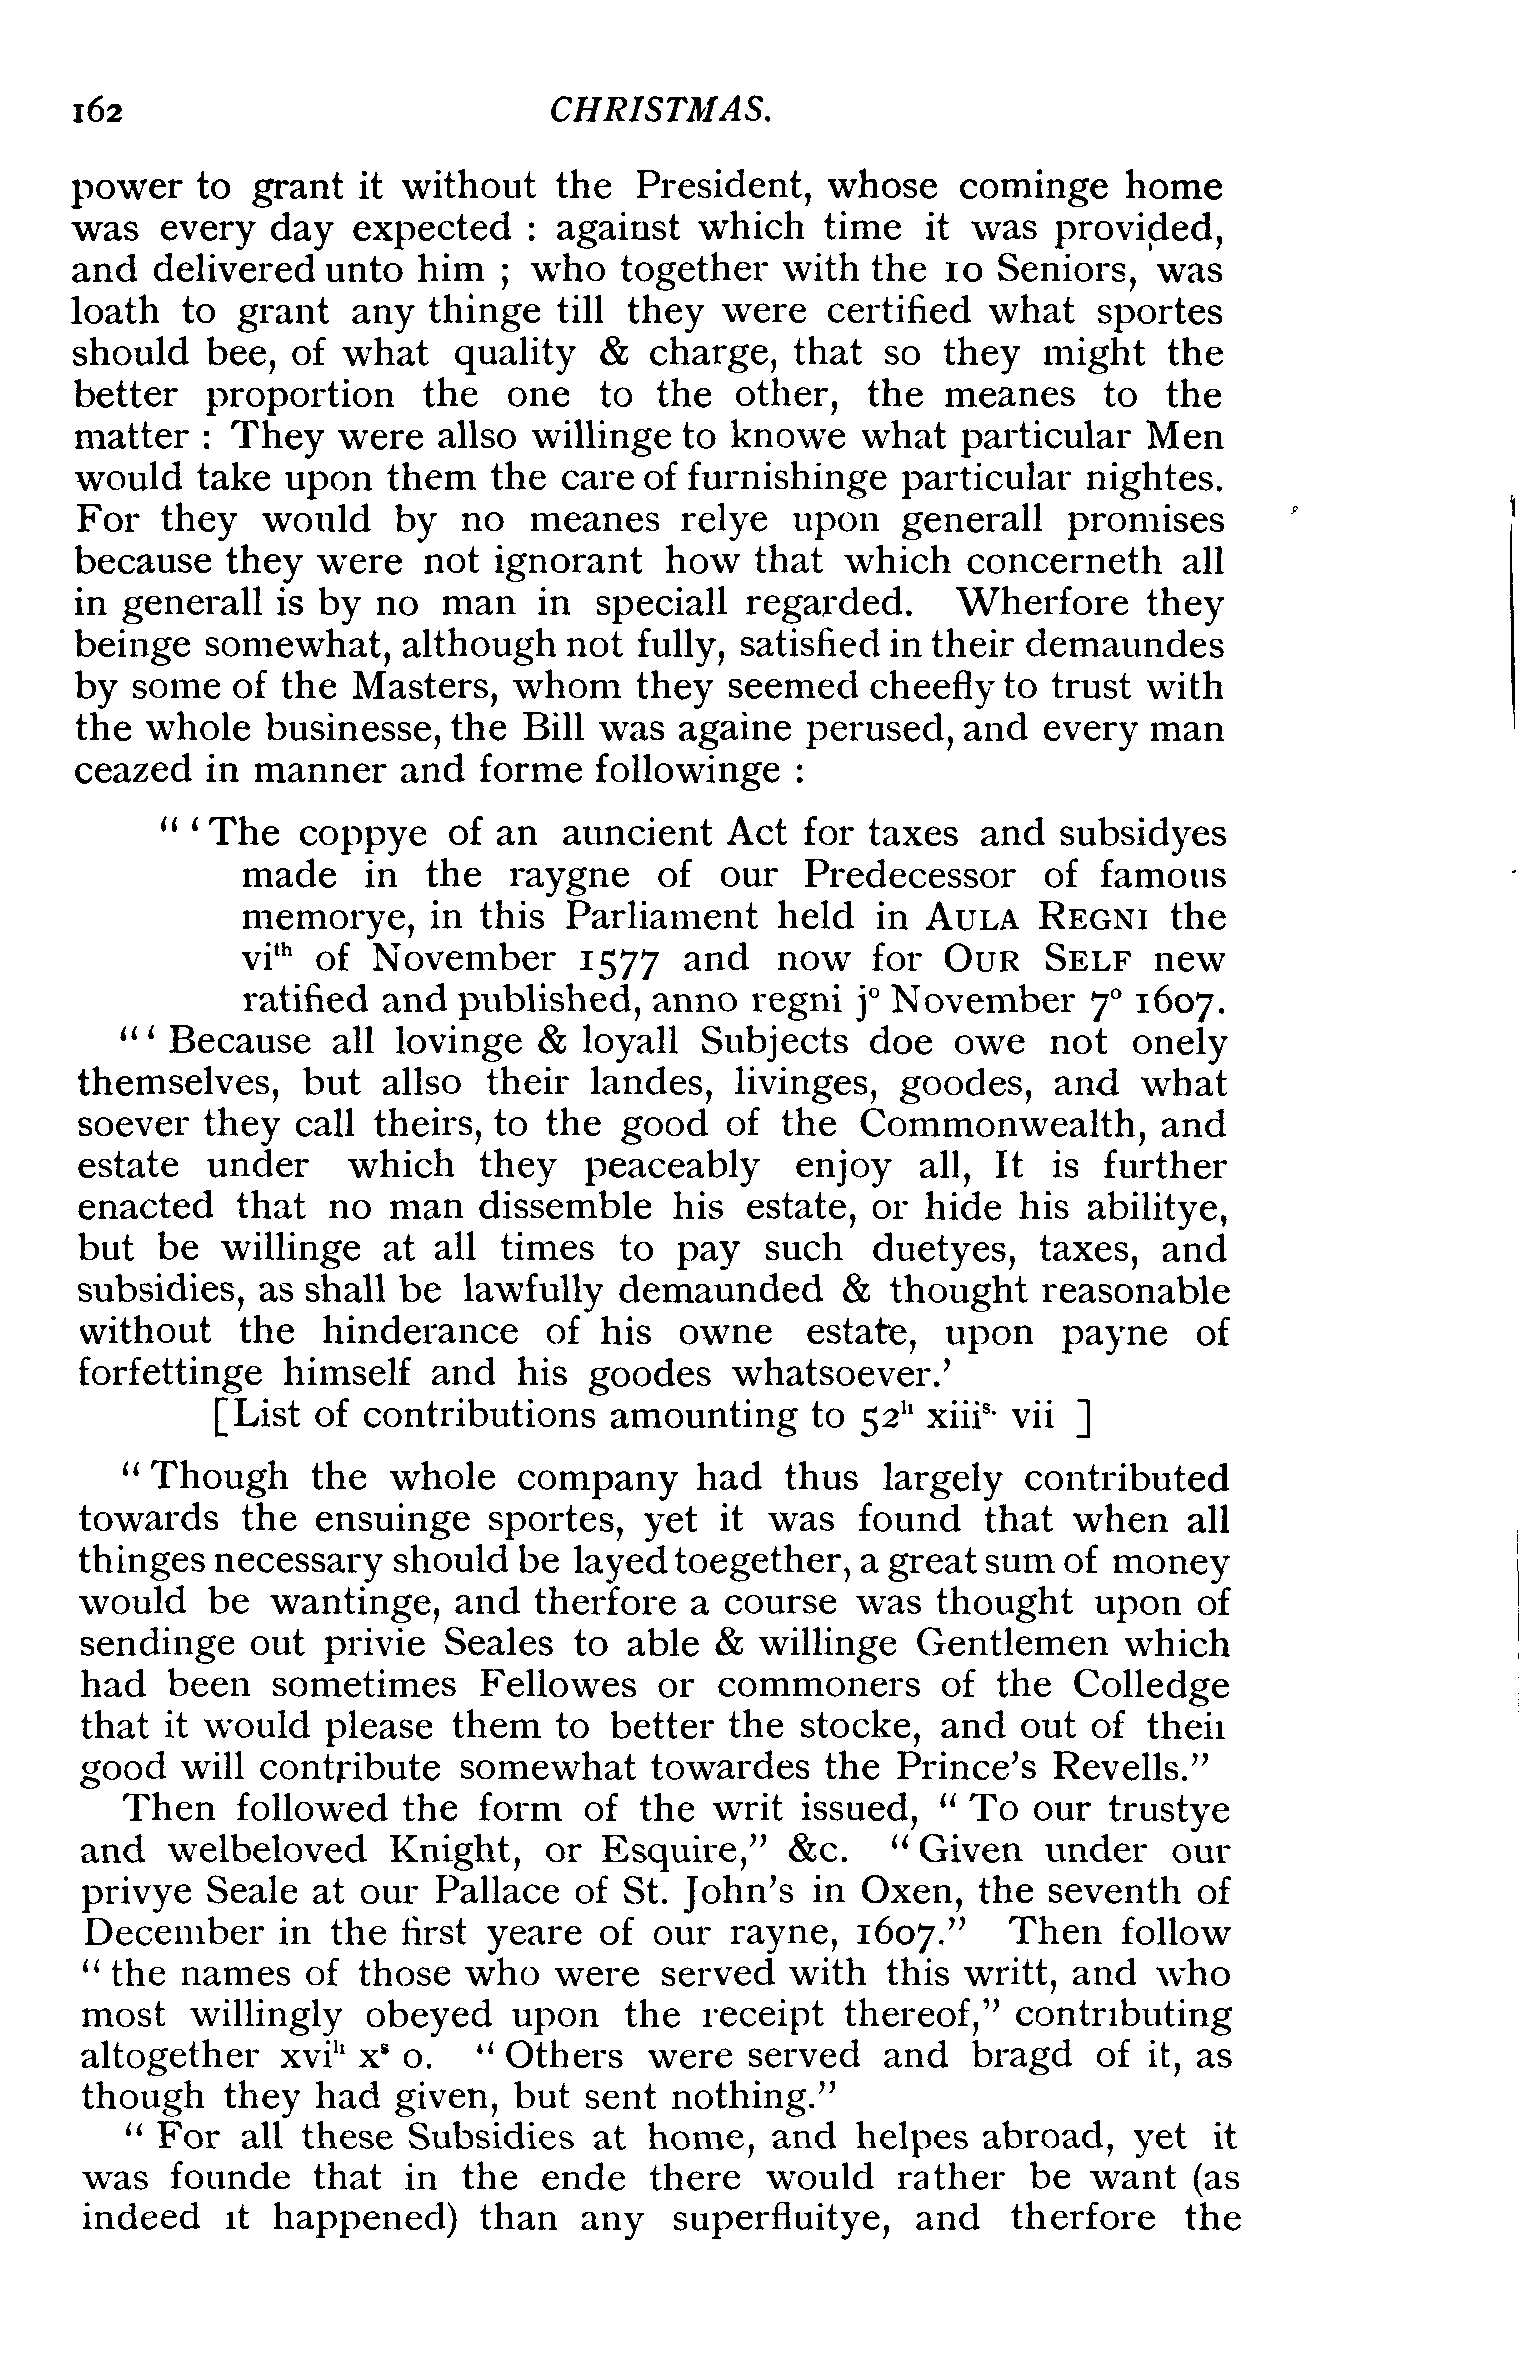 162 CHRISTMAS.
power to grant it without the President, whose cominge home
was every day expected : against which time it was provided,
and delivered unto him ; who together with the 10 Seniors, was
loath to grant any thinge till they were certified what sportes
should bee, of what quality & charge, that so they might the
better proportion the one to the other, the meanes to the
matter : They were allso willinge to knowe what particular Men
would take upon them the care of furnishinge particular nightes.
For they would by no meanes relye upon generall promises
because they were not ignorant how that which concerneth all
in generall is by no man in speciall regarded. Wherfore they
beinge somewhat, although not fully, satisfied in their demaundes
by some of the Masters, whom they seemed cheefly to trust with
the whole businesse, the Bill was againe perused, and every man
ceazed in manner and forme followinge :
“ ‘ The coppye of an auncient Act for taxes and subsidyes
made in the raygne of our Predecessor of famous
memorye, in this Parliament held in AULA REGNI the
viᵗʰ of November 1577 and now for OUR SELF new
ratified and published, anno regni jº November 7º 1607.
“ ‘ Because all lovinge & loyall Subjects doe owe not onely
themselves, but allso their landes, livinges, goodes, and what
soever they call theirs, to the good of the Commonwealth, and
estate under which they peaceably enjoy all, It is further
enacted that no man dissemble his estate, or hide his abilitye,
but be willinge at all times to pay such duetyes, taxes, and
subsidies, as shall be lawfully demaunded & thought reasonable
without the hinderance of his owne estate, upon payne of
forfettinge himself and his goodes whatsoever.’
[List of contributions amounting to 52ˡⁱ xiiiˢ· vii ]
“ Though the whole company had thus largely contributed
towards the ensuinge sportes, yet it was found that when all
thinges necessary should be layed toegether, a great sum of money
would be wantinge, and therfore a course was thought upon of
sendinge out privie Seales to able & willinge Gentlemen which
had been sometimes Fellowes or commoners of the Colledge
that it would please them to better the stocke, and out of their
good will contribute somewhat towardes the Prince’s Revells.”
Then followed the form of the writ issued, “ To our trustye
and welbeloved Knight, or Esquire,” &c. “ Given under our
privye Seale at our Pallace of St. John’s in Oxen, the seventh of
December in the first yeare of our rayne, 1607.” Then follow
“ the names of those who were served with this writt, and who
most willingly obeyed upon the receipt thereof,” contributing
altogether xviˡⁱ xˢ o. “ Others were served and bragd of it, as
though they had given, but sent nothing.”
“ For all these Subsidies at home, and helpes abroad, yet it
was founde that in the ende there would rather be want (as
indeed it happened) than any superfluitye, and therfore the